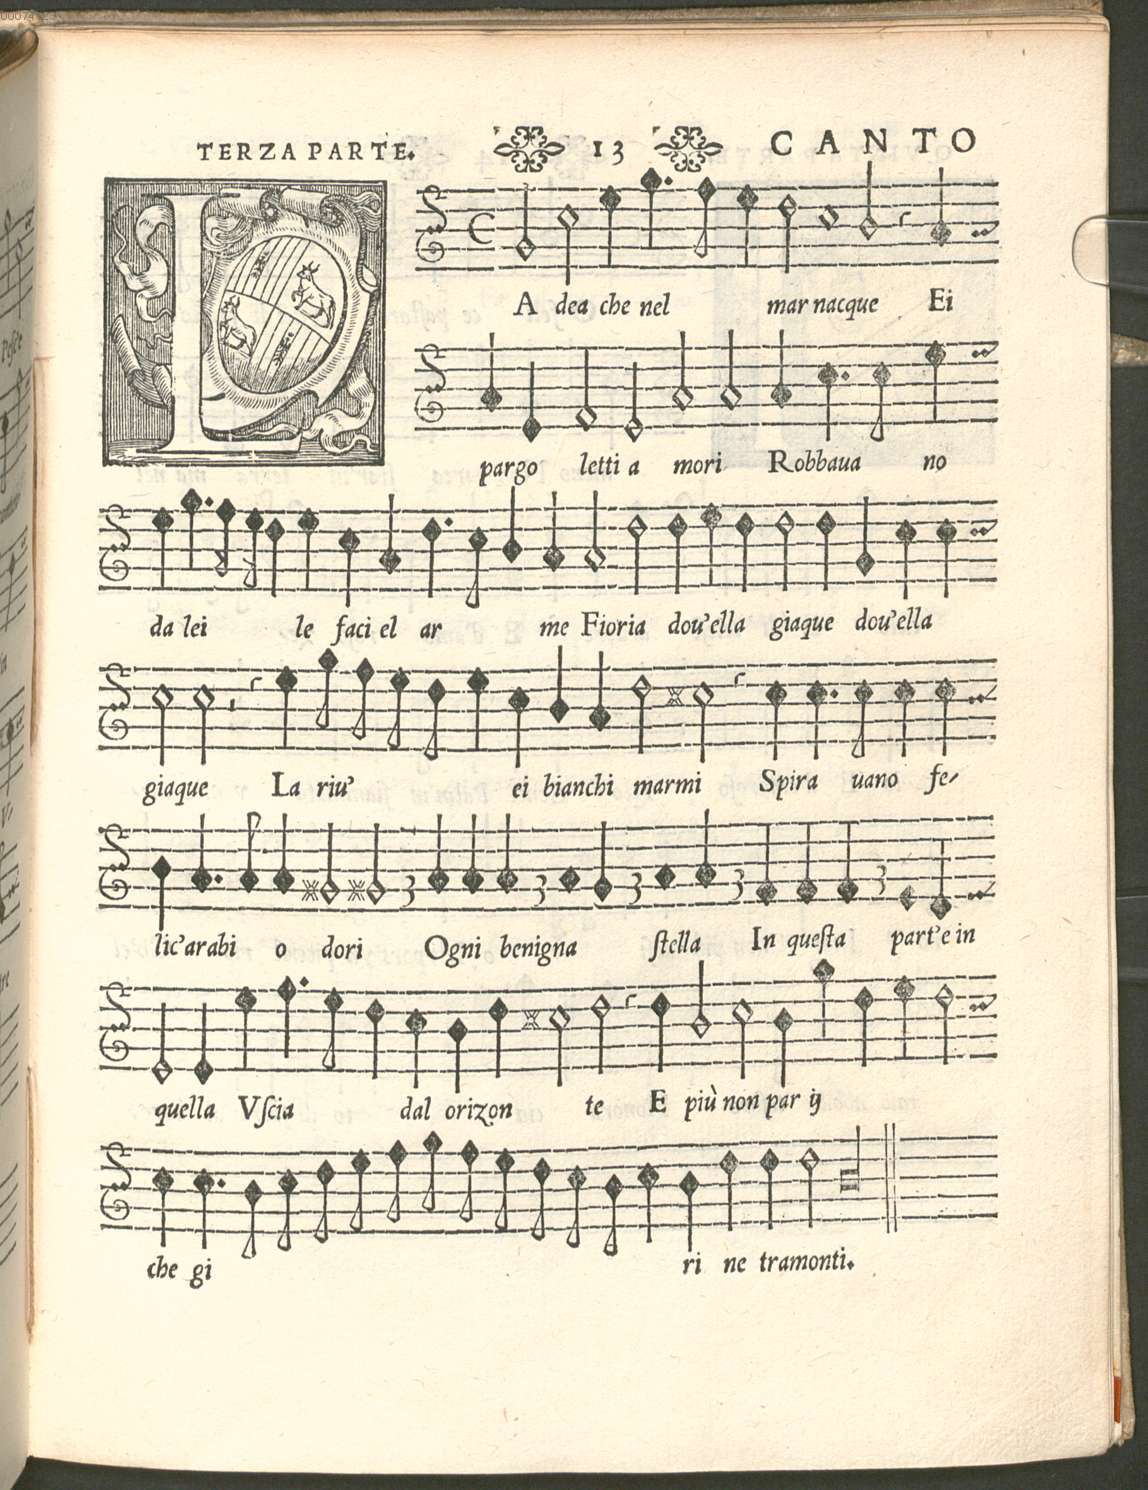 00074
TERZA PARTE. 13 CANTO
L
A dea che nel mar nacque Ei
pargo letti a mori Robbaua no
da lei le faci el ar me Fioria dou'ella giaque dou'ella
giaque La riu' ei bianchi marmi Spira uano fe-
lic'arabi o dori Ogni benigna ſtella In queſta part'e in
quella Vſcia dal orizon te E più non par ij
che gi ri ne tramonti.